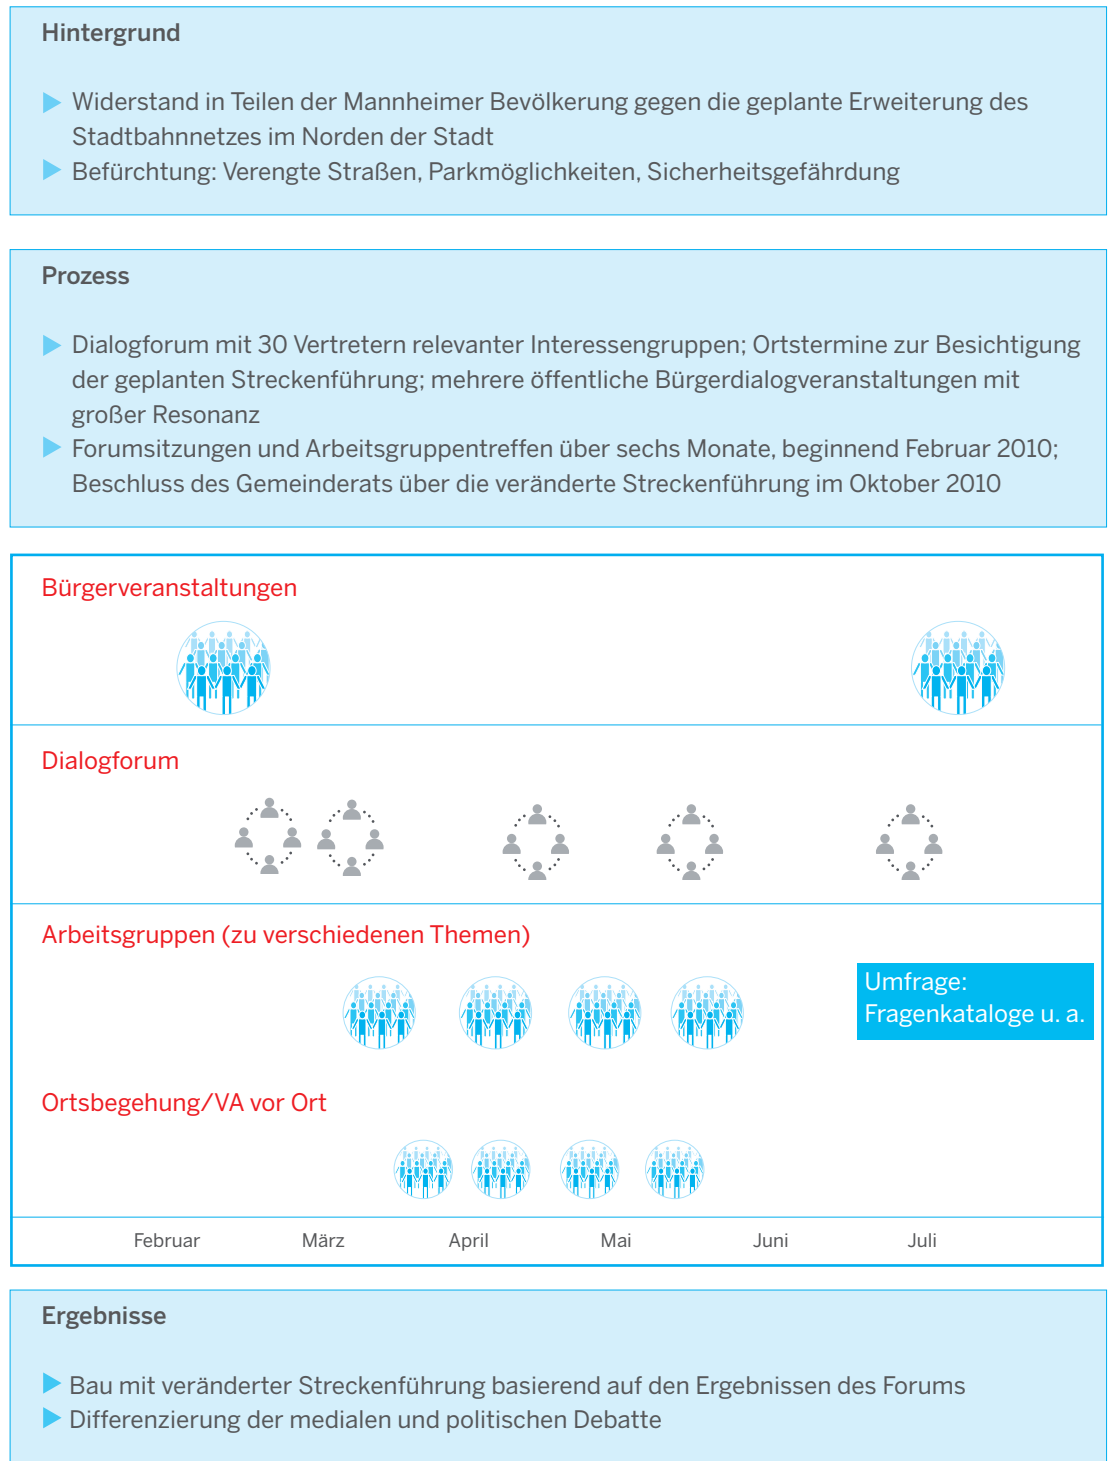 Hintergrund
Widerstand in Teilen der Mannheimer Bevölkerung gegen die geplante Erweiterung des
Stadtbahnnetzes im Norden der Stadt
Befürchtung: Verengte Straßen, Parkmöglichkeiten, Sicherheitsgefährdung
Prozess
Dialogforum mit 30 Vertretern relevanter Interessengruppen; Ortstermine zur Besichtigung
der geplanten Streckenführung; mehrere öffentliche Bürgerdialogveranstaltungen mit
großer Resonanz
Forumsitzungen und Arbeitsgruppentreffen über sechs Monate, beginnend Februar 2010;
Beschluss des Gemeinderats über die veränderte Streckenführung im Oktober 2010
Bürgerveranstaltungen
Dialogforum
Arbeitsgruppen (zu verschiedenen Themen)
Umfrage:
Fragenkataloge u. a.
Ortsbegehung/VA vor Ort
Februar März April Mai Juni Juli
Ergebnisse
Bau mit veränderter Streckenführung basierend auf den Ergebnissen des Forums
Differenzierung der medialen und politischen Debatte